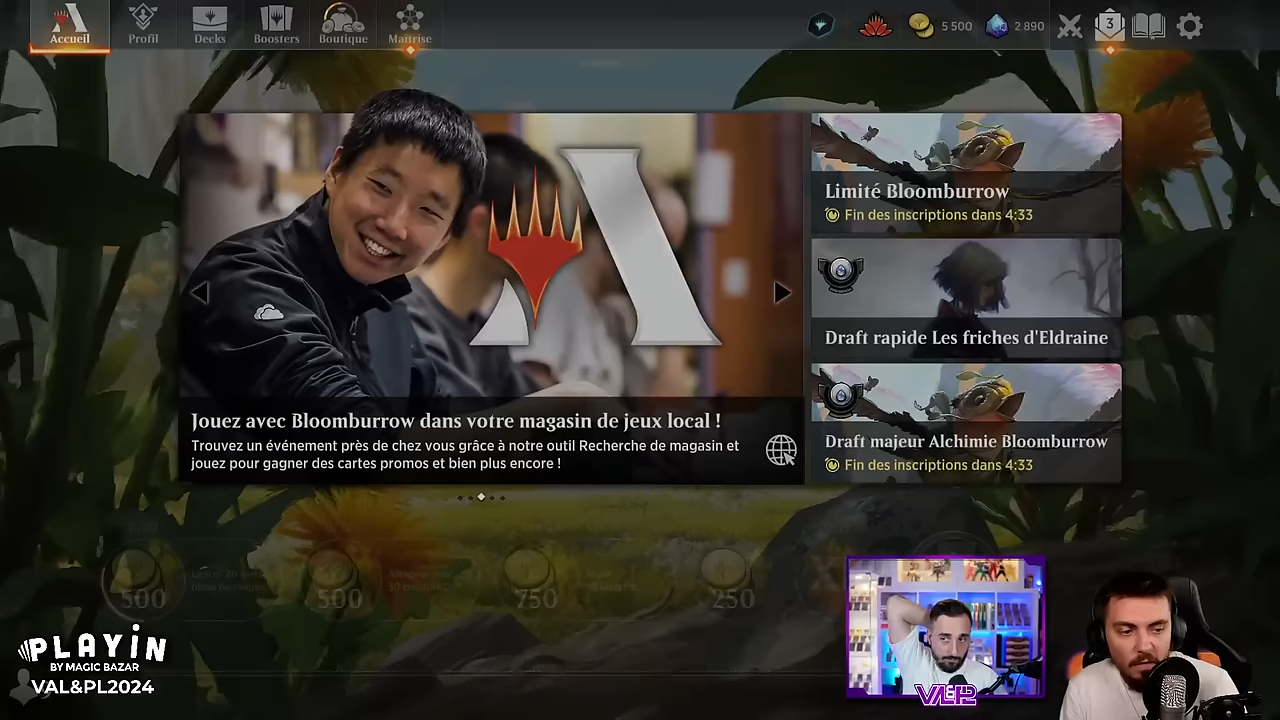 Accueil
Profil
Decks
Boosters
Boutique
Maîtrise
5 500
2 890
3
Limité Bloomburrow
Fin des inscriptions dans 4:33
Draft rapide Les friches d'Eldraine
Jouez avec Bloomburrow dans votre magasin de jeux local !
Trouvez un événement près de chez vous grâce à notre outil Recherche de magasin et
jouez pour gagner des cartes promos et bien plus encore !
Draft majeur Alchimie Bloomburrow
Fin des inscriptions dans 4:33
500
500
750
250
PLAYIN
BY MAGIC BAZAR
VAL&PL2024